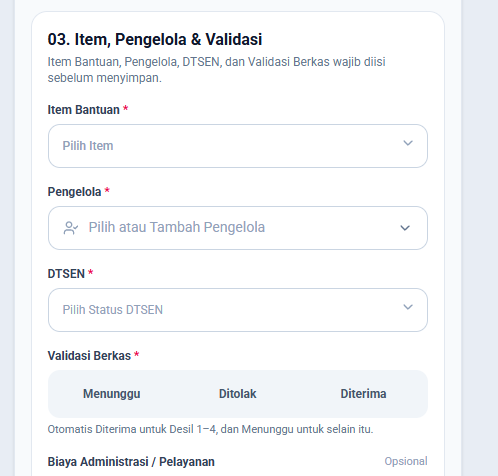 03. Item, Pengelola & Validasi
Item Bantuan, Pengelola, DTSEN, dan Validasi Berkas wajib diisi
sebelum menyimpan.
Item Bantuan *
Pilih Item
Pengelola *
Pilih atau Tambah Pengelola
DTSEN *
Pilih Status DTSEN
Validasi Berkas *
Menunggu Ditolak Diterima
Otomatis Diterima untuk Desil 1–4, dan Menunggu untuk selain itu.
Biaya Administrasi / Pelayanan Opsional